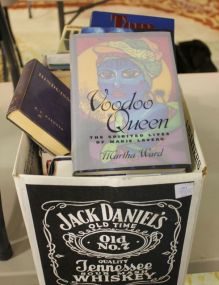 Voodoo
Queen
THE SPIRITED LIVES
OF MARIE LAVEAU
Martha Ward
JACK DANIEL'S
OLD TIME
Old
No. 7
QUALITY
Tennessee
SOUR MASH
WHISKEY